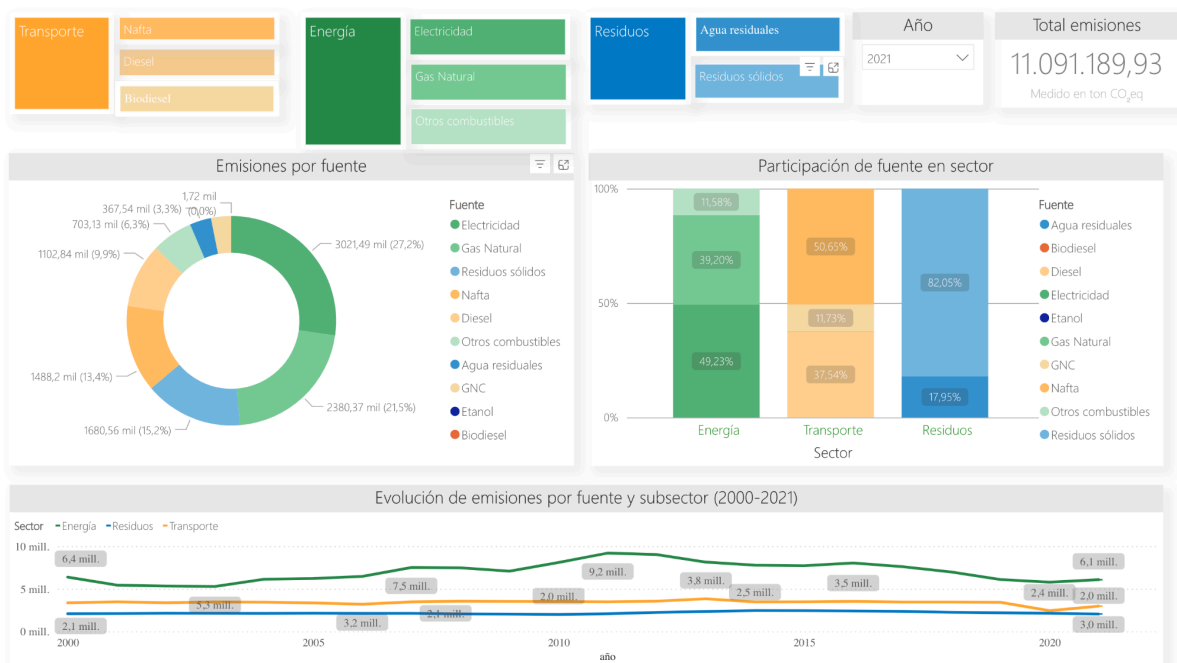 Transporte
Nafta
Diesel
Biodiesel
Energía
Electricidad
Gas Natural
Otros combustibles
Residuos
Agua residuales
Residuos sólidos
Año
2021
Total emisiones
11.091.189,93
Medido en ton CO₂eq
Emisiones por fuente
1,72 mil
(0,0%)
367,54 mil (3,3%)
703,13 mil (6,3%)
1102,84 mil (9,9%)
1488,2 mil (13,4%)
1680,56 mil (15,2%)
3021,49 mil (27,2%)
2380,37 mil (21,5%)
Fuente
Electricidad
Gas Natural
Residuos sólidos
Nafta
Diesel
Otros combustibles
Agua residuales
GNC
Etanol
Biodiesel
Participación de fuente en sector
100%
50%
0%
11,58%
39,20%
49,23%
50,65%
11,73%
37,54%
82,05%
17,95%
Energía
Transporte
Residuos
Sector
Fuente
Agua residuales
Biodiesel
Diesel
Electricidad
Etanol
Gas Natural
GNC
Nafta
Otros combustibles
Residuos sólidos
Evolución de emisiones por fuente y subsector (2000-2021)
Sector Energía Residuos Transporte
10 mill.
5 mill.
0 mill.
6,4 mill.
7,5 mill.
9,2 mill.
6,1 mill.
5,3 mill.
2,0 mill.
3,8 mill.
2,5 mill.
3,5 mill.
2,4 mill.
2,0 mill.
2,1 mill.
3,2 mill.
2,1 mill.
3,0 mill.
2000
2005
2010
2015
2020
año